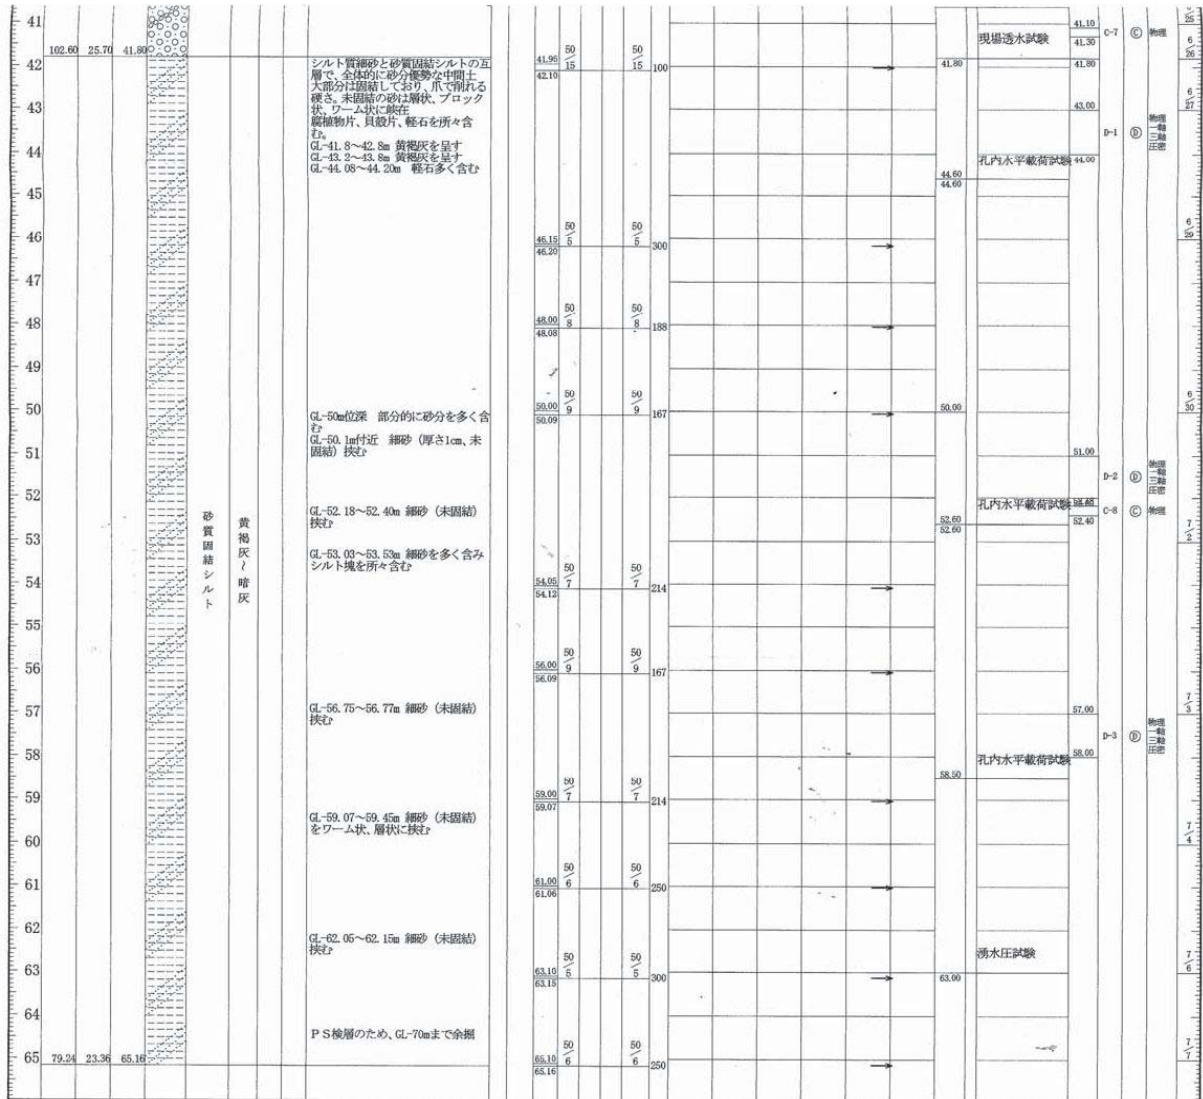 41
42
43
44
45
46
47
48
49
50
51
52
53
54
55
56
57
58
59
60
61
62
63
64
65
102.60 25.70 41.80
79.24 23.36 65.16
砂質固結シルト
黄褐灰～暗灰
シルト質細砂と砂質固結シルトの互
層で、全体的に砂分優勢な中間土
大部分は固結しており、爪で削れる
硬さ。未固結の砂は層状、ブロック
状、ワーム状に挟在
腐植物片、貝殻片、軽石を所々含
む。
GL-41.8～42.8m 黄褐灰を呈す
GL-43.2～43.8m 黄褐灰を呈す
GL-44.08～44.20m 軽石多く含む
GL-50m位深 部分的に砂分を多く含
む
GL-50.1m付近 細砂（厚さ1cm、未
固結）挟む
GL-52.18～52.40m 細砂（未固結）
挟む
GL-53.03～53.53m 細砂を多く含み
シルト塊を所々含む
GL-56.75～56.77m 細砂（未固結）
挟む
GL-59.07～59.45m 細砂（未固結）
をワーム状、層状に挟む
GL-62.05～62.15m 細砂（未固結）
挟む
ＰＳ検層のため、GL-70mまで余掘
41.95 50/15 50/15 100
42.10
46.15 50/5 50/5 300
46.20
48.00 50/8 50/8 188
48.08
50.00 50/9 50/9 167
50.09
54.05 50/7 50/7 214
54.12
56.00 50/9 50/9 167
56.09
59.00 50/7 50/7 214
59.07
61.00 50/6 50/6 250
61.06
63.10 50/5 50/5 300
63.15
65.10 50/6 50/6 250
65.16
41.80
44.60
44.60
50.00
52.60
52.60
58.50
63.00
現場透水試験
孔内水平載荷試験
孔内水平載荷試験
孔内水平載荷試験
湧水圧試験
41.10
41.30
41.80
43.00
44.00
51.00
52.40
57.00
58.00
C-7 Ⓒ 物理
D-1 Ⓓ 物理 一軸 三軸 圧密
D-2 Ⓓ 物理 一軸 三軸 圧密
C-8 Ⓒ 物理
D-3 Ⓓ 物理 一軸 三軸 圧密
25
6/26
6/27
6/29
6/30
7/2
7/3
7/4
7/6
7/7